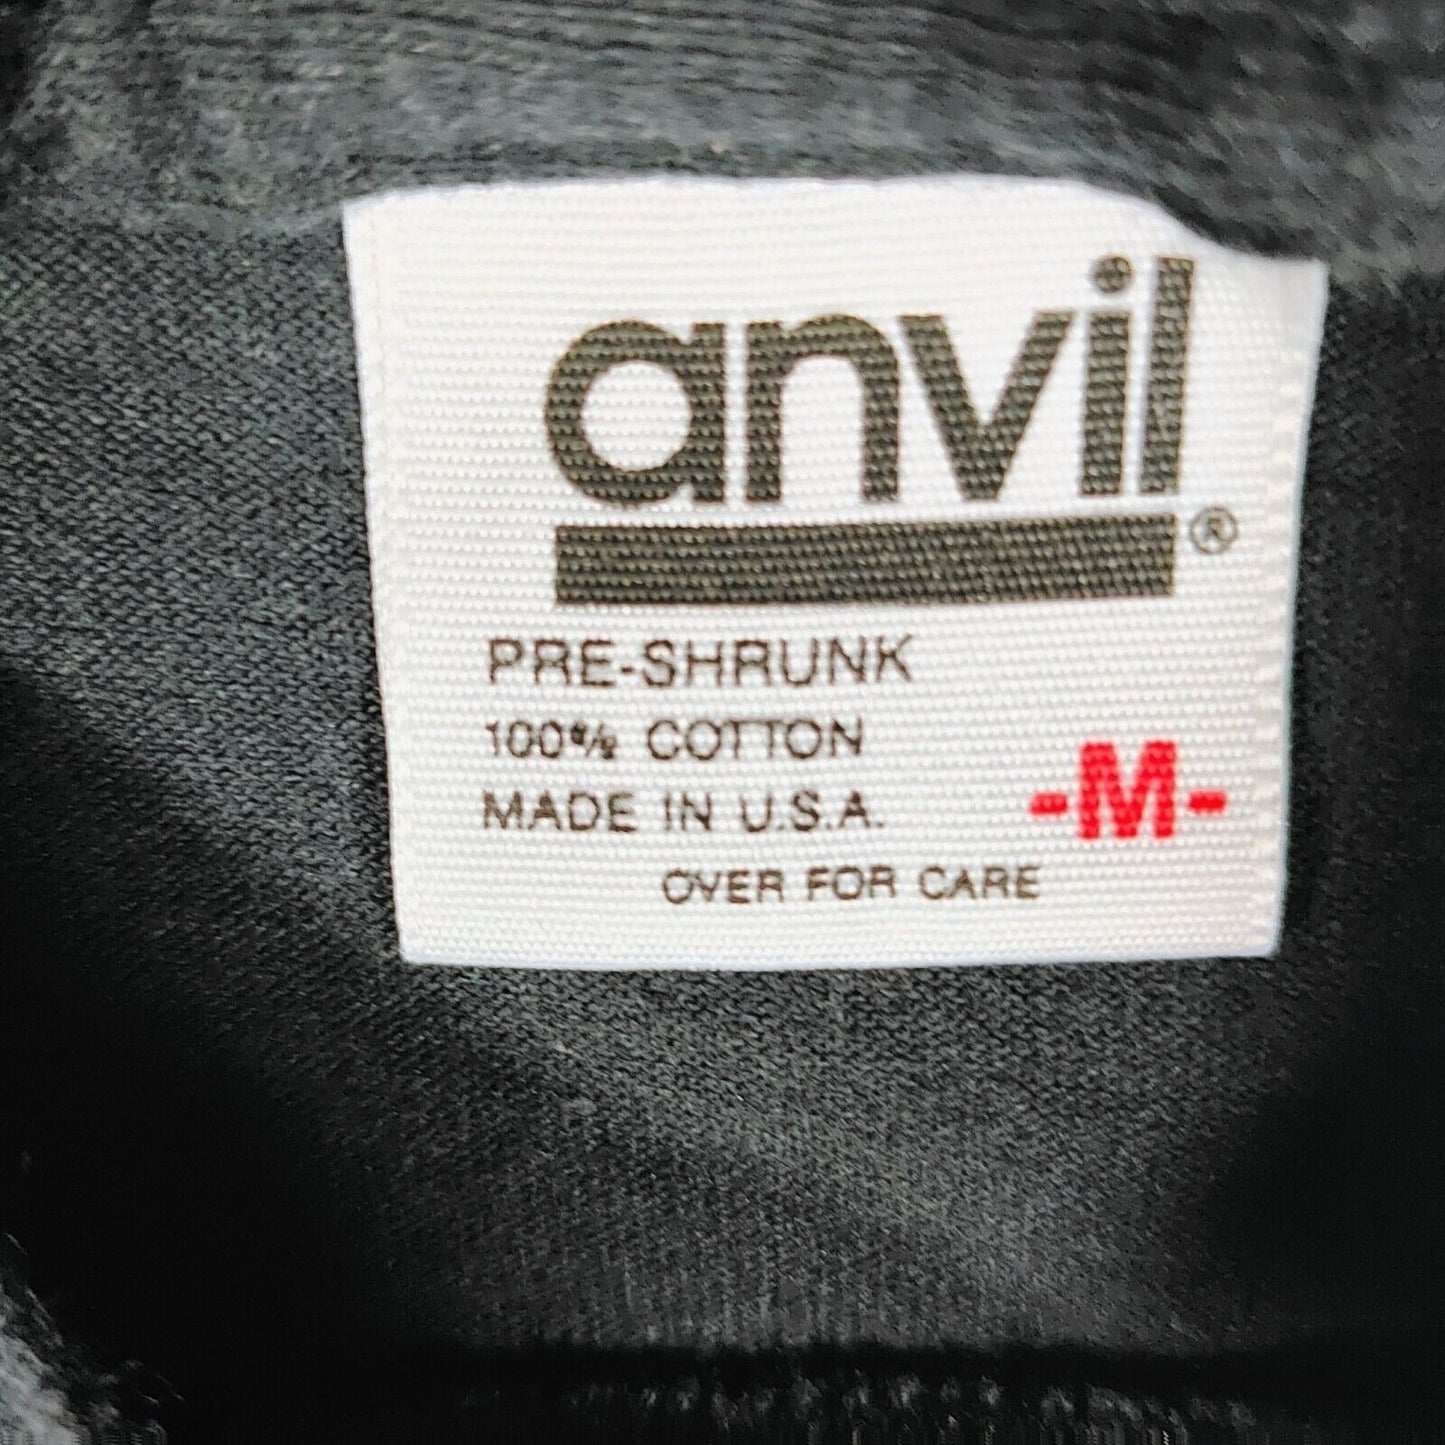 anvil®
PRE-SHRUNK
100% COTTON
MADE IN U.S.A.
-M-
OVER FOR CARE